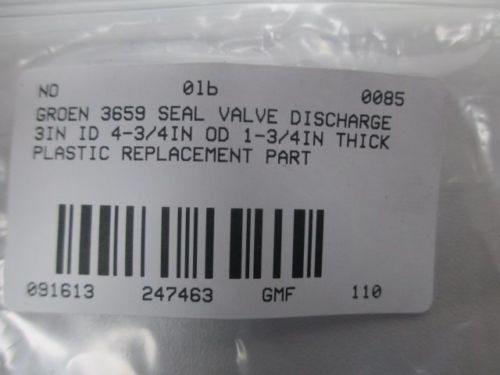 NO 0lb 0085
GROEN 3659 SEAL VALVE DISCHARGE
3IN ID 4-3/4IN OD 1-3/4IN THICK
PLASTIC REPLACEMENT PART
091613 247463 GMF 110